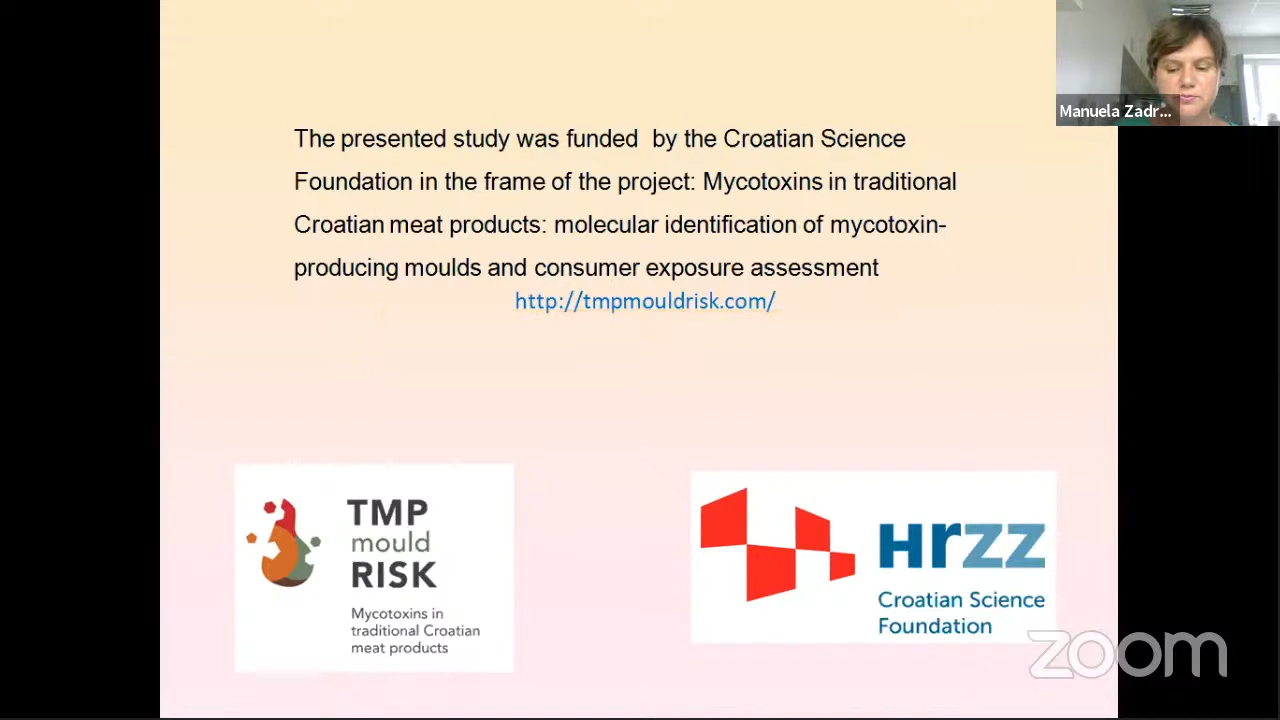 Manuela Zadr...
The presented study was funded by the Croatian Science
Foundation in the frame of the project: Mycotoxins in traditional
Croatian meat products: molecular identification of mycotoxin-
producing moulds and consumer exposure assessment
http://tmpmouldrisk.com/
TMP
mould
RISK
Mycotoxins in
traditional Croatian
meat products
Hrzz
Croatian Science
Foundation
zoom